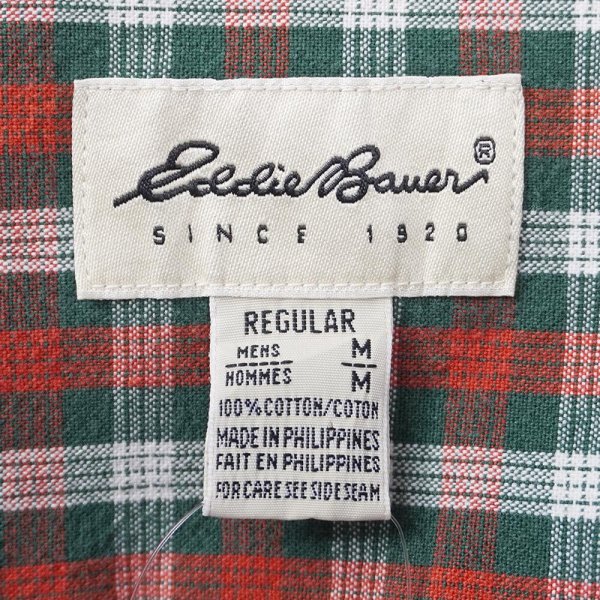 Eddie Bauer®
SINCE 1920
REGULAR
MENS M
HOMMES M
100% COTTON/COTON
MADE IN PHILIPPINES
FAIT EN PHILIPPINES
FOR CARE SEE SIDE SEAM